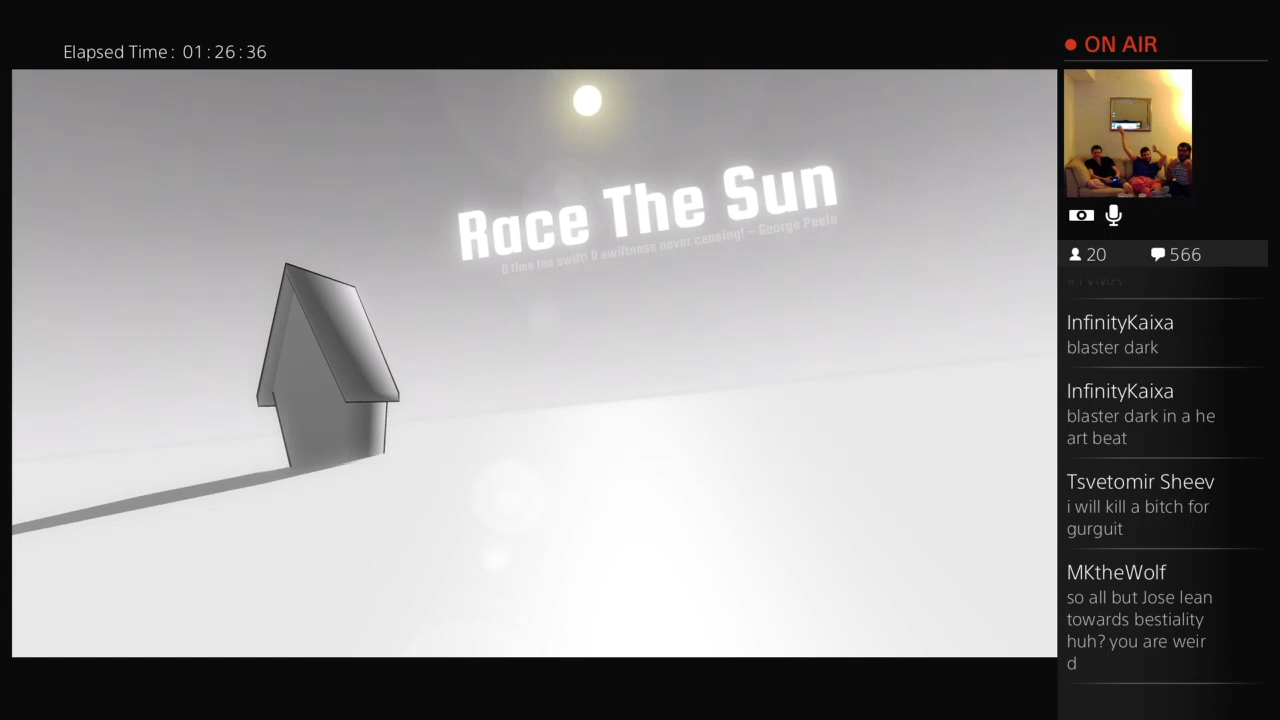 Elapsed Time: 01:26:36
ON AIR
Race The Sun
O time too swift! O swiftness never ceasing! - George Peele
20 566
#TVMA
InfinityKaixa
blaster dark
InfinityKaixa
blaster dark in a he
art beat
Tsvetomir Sheev
i will kill a bitch for
gurguit
MKtheWolf
so all but Jose lean
towards bestiality
huh? you are weir
d